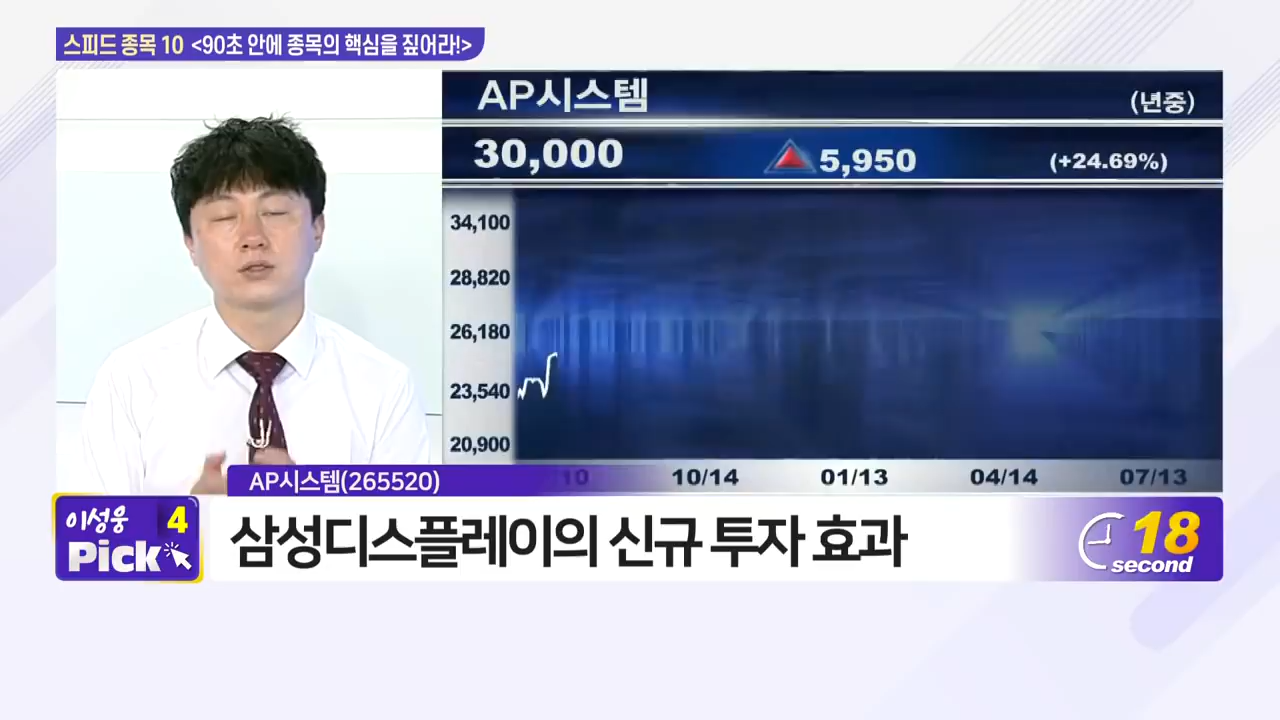 스피드 종목 10 <90초 안에 종목의 핵심을 짚어라!>
AP시스템 (년중)
30,000 5,950 (+24.69%)
34,100
28,820
26,180
23,540
20,900
10 10/14 01/13 04/14 07/13
AP시스템(265520)
이성웅 4
Pick
삼성디스플레이의 신규 투자 효과
18
second